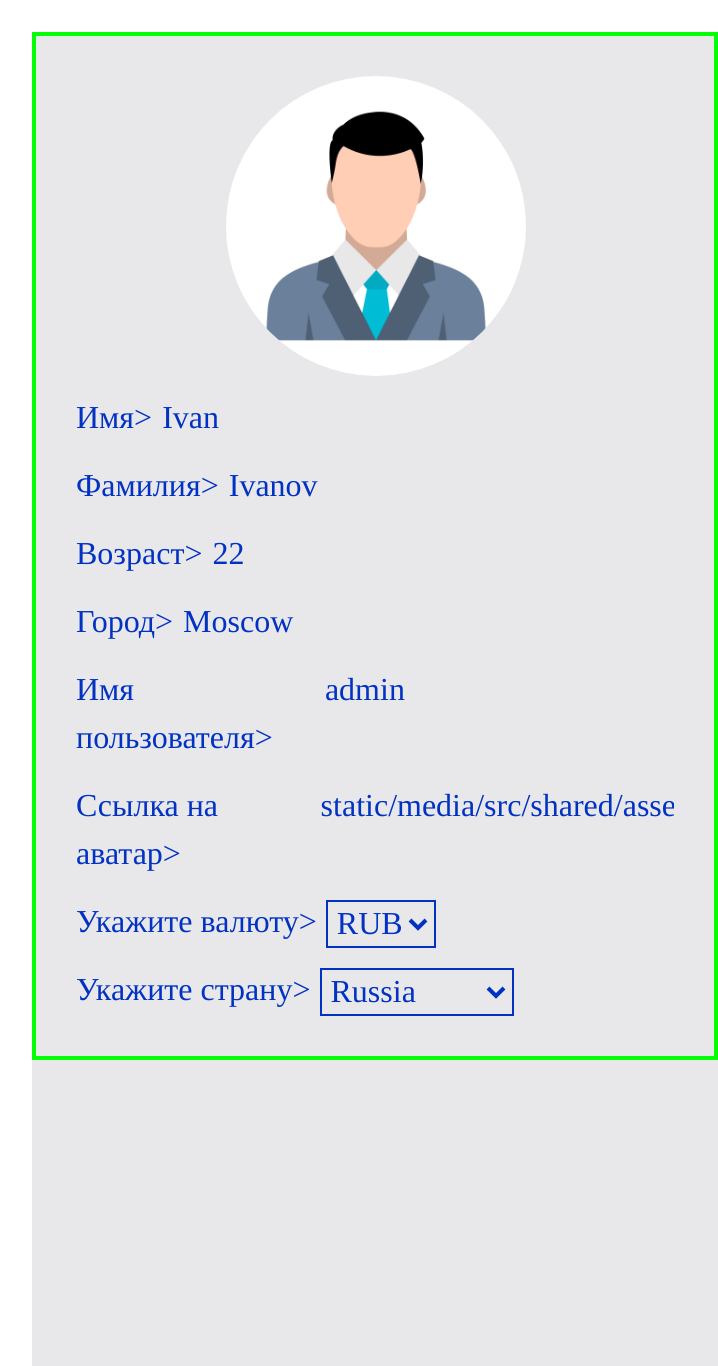 Имя> Ivan
Фамилия> Ivanov
Возраст> 22
Город> Moscow
Имя пользователя> admin
Ссылка на аватар> static/media/src/shared/asse
Укажите валюту> RUB
Укажите страну> Russia